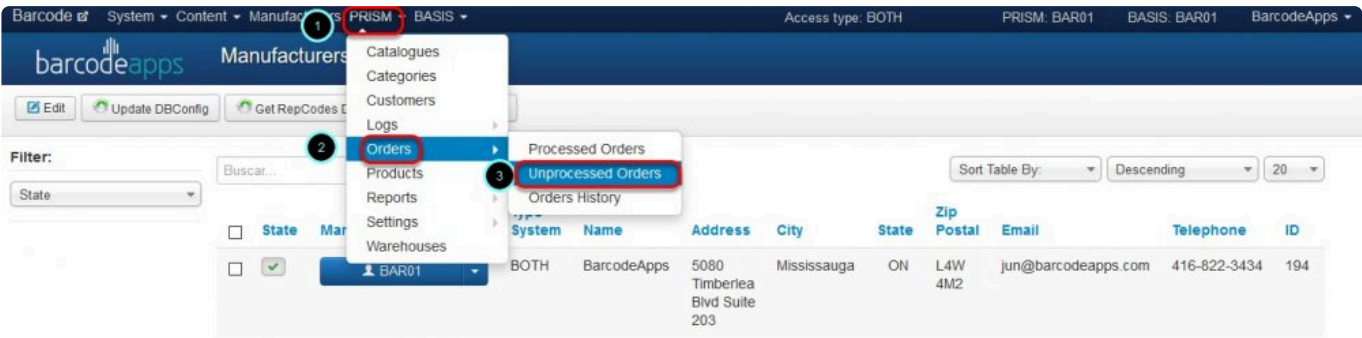 Barcode System Content Manufacturers PRISM BASIS Access type: BOTH PRISM: BAR01 BASIS: BAR01 BarcodeApps
1
barcodeapps Manufacturers
Catalogues
Categories
Customers
Edit Update DBConfig Get RepCodes
Logs
2 Orders Processed Orders
Filter:
Buscar... Sort Table By: Descending 20
Products 3 Unprocessed Orders
State
Reports Orders History
Settings
Warehouses
State System Name Address City State Zip Postal Email Telephone ID
BAR01 BOTH BarcodeApps 5080 Mississauga ON L4W jun@barcodeapps.com 416-822-3434 194
Timberlea 4M2
Blvd Suite
203